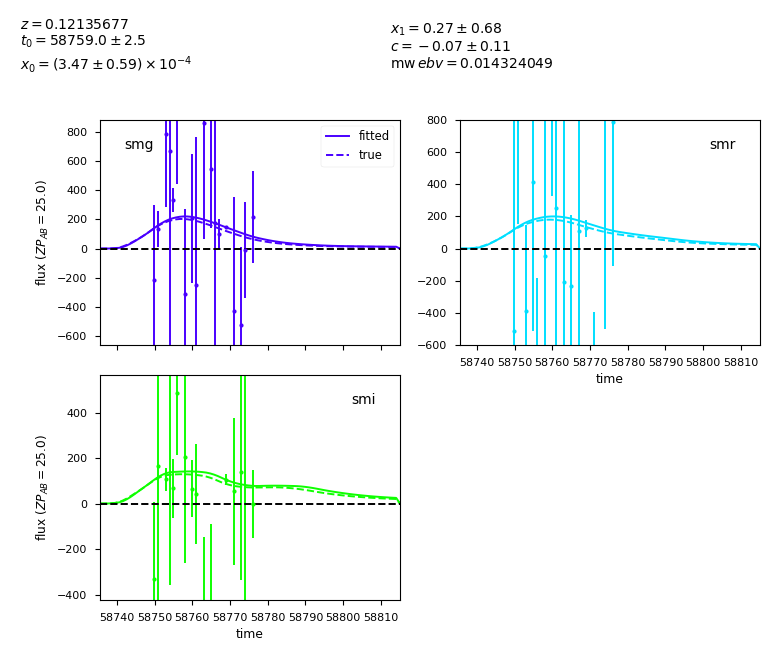 z = 0.12135677
t₀ = 58759.0 ± 2.5
x₀ = (3.47 ± 0.59) × 10⁻⁴
x₁ = 0.27 ± 0.68
c = −0.07 ± 0.11
mw ebv = 0.014324049
smg
fitted
true
800
600
400
200
0
−200
−400
−600
flux (ZP_AB = 25.0)
smr
800
600
400
200
0
−200
−400
−600
58740 58750 58760 58770 58780 58790 58800 58810
time
smi
400
200
0
−200
−400
flux (ZP_AB = 25.0)
58740 58750 58760 58770 58780 58790 58800 58810
time